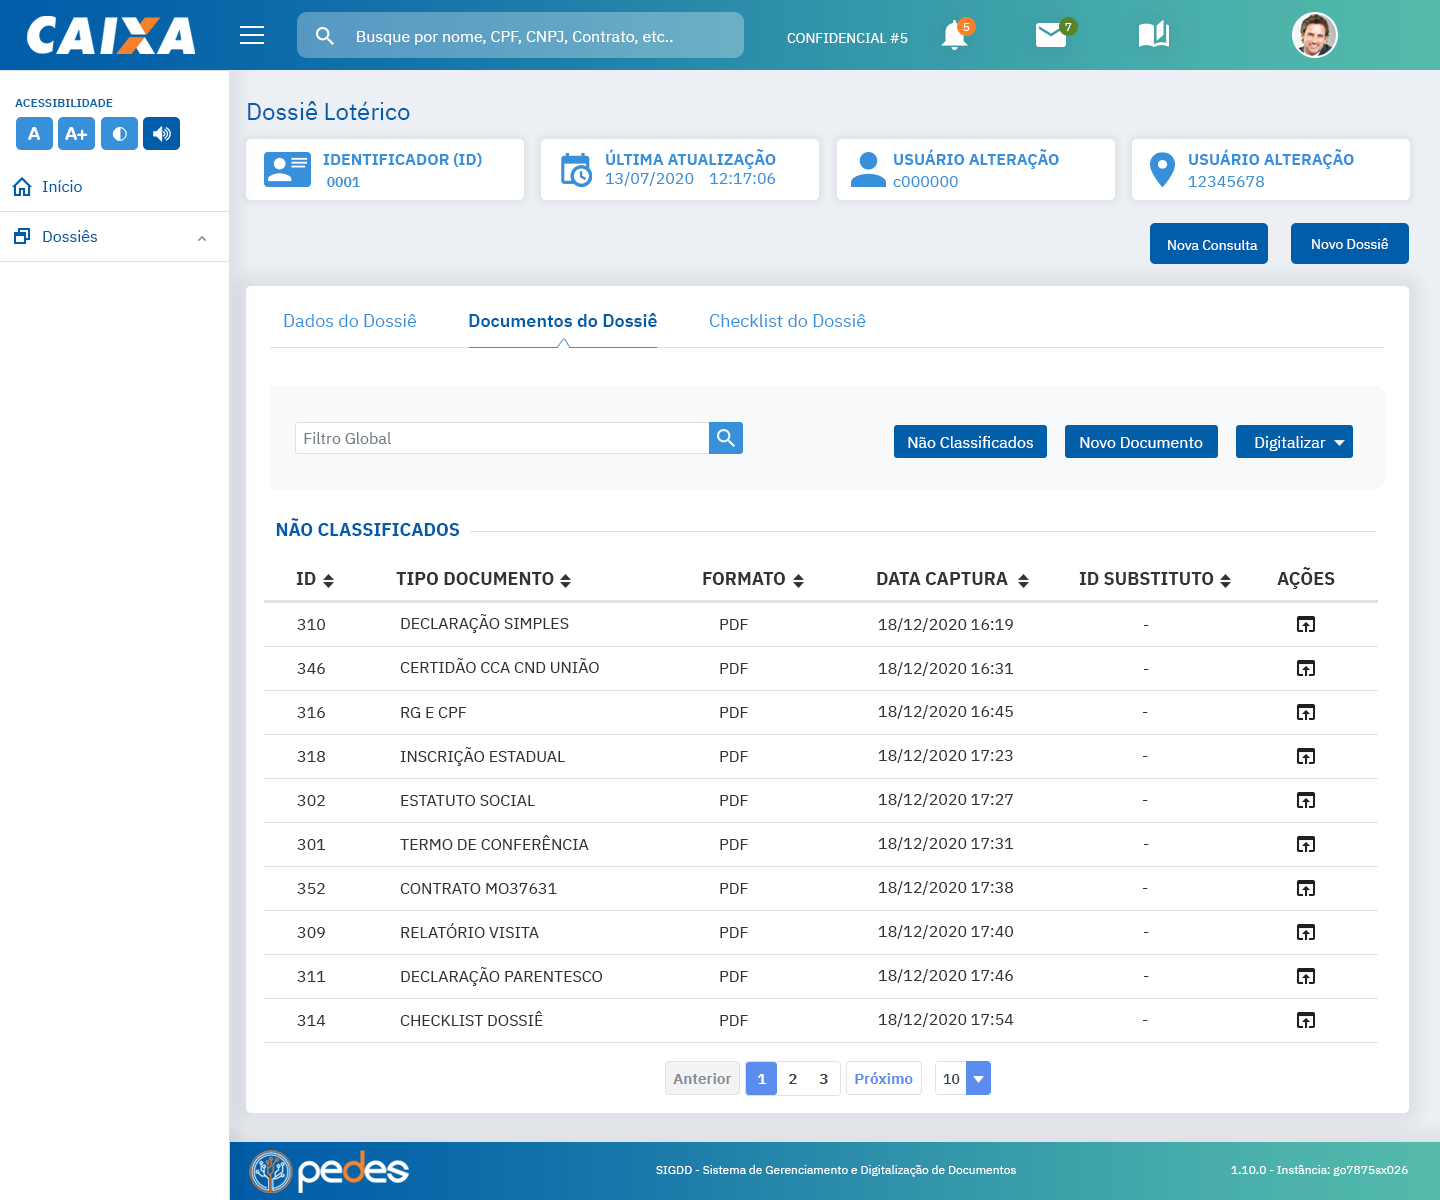 CAIXA
Busque por nome, CPF, CNPJ, Contrato, etc..
CONFIDENCIAL #5
5
7
ACESSIBILIDADE
A A+
Início
Dossiês
Dossiê Lotérico
IDENTIFICADOR (ID)
0001
ÚLTIMA ATUALIZAÇÃO
13/07/2020 12:17:06
USUÁRIO ALTERAÇÃO
c000000
USUÁRIO ALTERAÇÃO
12345678
Nova Consulta
Novo Dossiê
Dados do Dossiê
Documentos do Dossiê
Checklist do Dossiê
Filtro Global
Não Classificados
Novo Documento
Digitalizar
NÃO CLASSIFICADOS
ID TIPO DOCUMENTO FORMATO DATA CAPTURA ID SUBSTITUTO AÇÕES
310 DECLARAÇÃO SIMPLES PDF 18/12/2020 16:19 -
346 CERTIDÃO CCA CND UNIÃO PDF 18/12/2020 16:31 -
316 RG E CPF PDF 18/12/2020 16:45 -
318 INSCRIÇÃO ESTADUAL PDF 18/12/2020 17:23 -
302 ESTATUTO SOCIAL PDF 18/12/2020 17:27 -
301 TERMO DE CONFERÊNCIA PDF 18/12/2020 17:31 -
352 CONTRATO MO37631 PDF 18/12/2020 17:38 -
309 RELATÓRIO VISITA PDF 18/12/2020 17:40 -
311 DECLARAÇÃO PARENTESCO PDF 18/12/2020 17:46 -
314 CHECKLIST DOSSIÊ PDF 18/12/2020 17:54 -
Anterior 1 2 3 Próximo 10
pedes
SIGDD - Sistema de Gerenciamento e Digitalização de Documentos
1.10.0 - Instância: go7875sx026